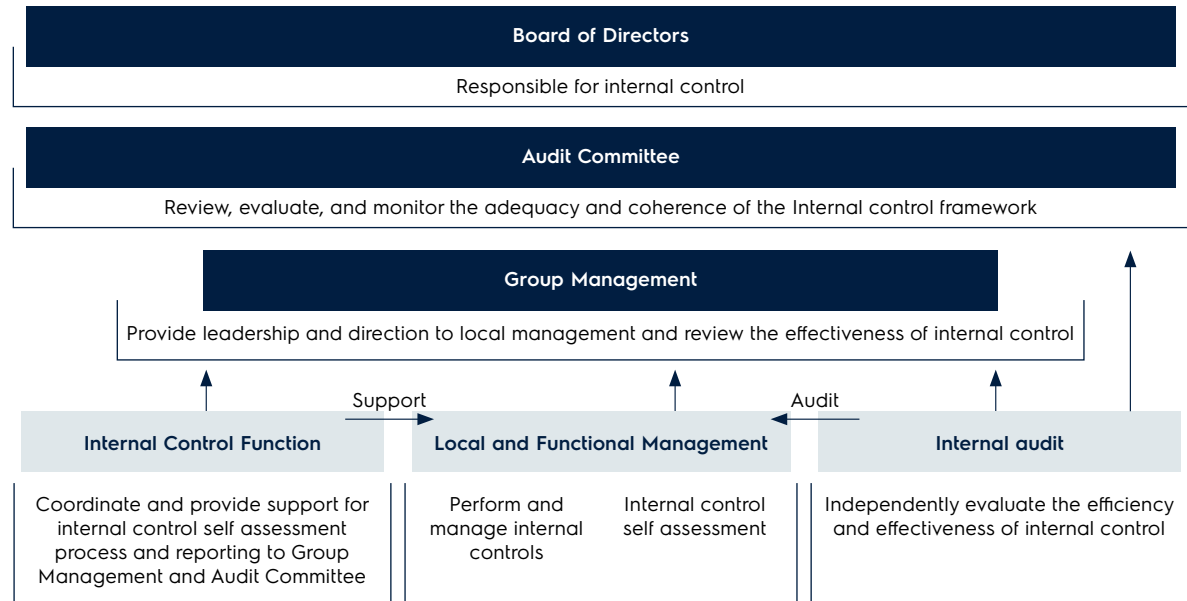 Board of Directors
Responsible for internal control
Audit Committee
Review, evaluate, and monitor the adequacy and coherence of the Internal control framework
Group Management
Provide leadership and direction to local management and review the effectiveness of internal control
Support
Audit
Internal Control Function
Local and Functional Management
Internal audit
Coordinate and provide support for
internal control self assessment
process and reporting to Group
Management and Audit Committee
Perform and
manage internal
controls
Internal control
self assessment
Independently evaluate the efficiency
and effectiveness of internal control